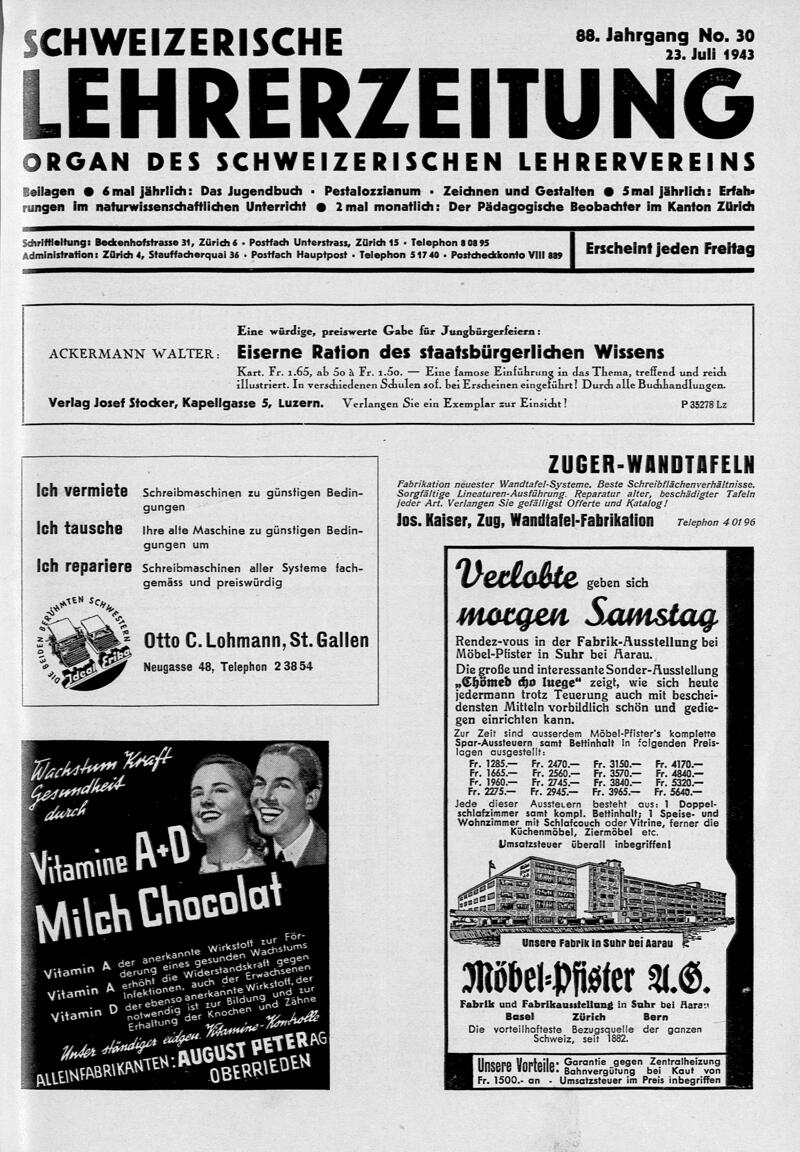 SCHWEIZERISCHE
88. Jahrgang No. 30
23. Juli 1943
LEHRERZEITUNG
ORGAN DES SCHWEIZERISCHEN LEHRERVEREINS
Beilagen ● 6 mal jährlich: Das Jugendbuch · Pestalozzianum · Zeichnen und Gestalten ● 5 mal jährlich: Erfah-
rungen im naturwissenschaftlichen Unterricht ● 2 mal monatlich: Der Pädagogische Beobachter im Kanton Zürich
Schriftleitung: Beckenhofstrasse 31, Zürich 6 · Postfach Unterstrass, Zürich 15 · Telephon 8 08 95
Administration: Zürich 4, Stauffacherquai 36 · Postfach Hauptpost · Telephon 5 17 40 · Postcheckkonto VIII 889
Erscheint jeden Freitag
Eine würdige, preiswerte Gabe für Jungbürgerfeiern:
ACKERMANN WALTER: Eiserne Ration des staatsbürgerlichen Wissens
Kart. Fr. 1.65, ab 50 à Fr. 1.50. — Eine famose Einführung in das Thema, treffend und reich
illustriert. In verschiedenen Schulen sof. bei Erscheinen eingeführt! Durch alle Buchhandlungen.
Verlag Josef Stocker, Kapellgasse 5, Luzern. Verlangen Sie ein Exemplar zur Einsicht! P 35278 Lz
Ich vermiete Schreibmaschinen zu günstigen Bedin-
gungen
Ich tausche Ihre alte Maschine zu günstigen Bedin-
gungen um
Ich repariere Schreibmaschinen aller Systeme fach-
gemäss und preiswürdig
DIE BEIDEN BERÜHMTEN SCHWESTERN
Ideal Erika
Otto C. Lohmann, St. Gallen
Neugasse 48, Telephon 2 38 54
ZUGER-WANDTAFELN
Fabrikation neuester Wandtafel-Systeme. Beste Schreibflächenverhältnisse.
Sorgfältige Lineaturen-Ausführung. Reparatur alter, beschädigter Tafeln
jeder Art. Verlangen Sie gefälligst Offerte und Katalog!
Jos. Kaiser, Zug, Wandtafel-Fabrikation Telephon 4 01 96
Wachstum Kraft
Gesundheit
durch
Vitamine A+D
Milch Chocolat
Vitamin A der anerkannte Wirkstoff zur För-
derung eines gesunden Wachstums
Vitamin A erhöht die Widerstandskraft gegen
Infektionen, auch der Erwachsenen
Vitamin D der ebenso anerkannte Wirkstoff, der
notwendig ist zur Bildung und zur
Erhaltung der Knochen und Zähne
Unter ständiger eidgen. Vitamine-Kontrolle
ALLEINFABRIKANTEN: AUGUST PETER AG
OBERRIEDEN
Verlobte geben sich
morgen Samstag
Rendez-vous in der Fabrik-Ausstellung bei
Möbel-Pfister in Suhr bei Aarau.
Die große und interessante Sonder-Ausstellung
„Chömed cho luege“ zeigt, wie sich heute
jedermann trotz Teuerung auch mit beschei-
densten Mitteln vorbildlich schön und gedie-
gen einrichten kann.
Zur Zeit sind ausserdem Möbel-Pfister's komplette
Spar-Aussteuern samt Bettinhalt in folgenden Preis-
lagen ausgestellt:
Fr. 1285.— Fr. 2470.— Fr. 3150.— Fr. 4170.—
Fr. 1665.— Fr. 2560.— Fr. 3570.— Fr. 4840.—
Fr. 1960.— Fr. 2745.— Fr. 3840.— Fr. 5320.—
Fr. 2275.— Fr. 2945.— Fr. 3965.— Fr. 5640.—
Jede dieser Aussteuern besteht aus: 1 Doppel-
schlafzimmer samt kompl. Bettinhalt; 1 Speise- und
Wohnzimmer mit Schlafcouch oder Vitrine, ferner die
Küchenmöbel, Ziermöbel etc.
Umsatzsteuer überall inbegriffen!
Unsere Fabrik in Suhr bei Aarau
Möbel-Pfister A.G.
Fabrik und Fabrikausstellung in Suhr bei Aarau
Basel Zürich Bern
Die vorteilhafteste Bezugsquelle der ganzen
Schweiz, seit 1882.
Unsere Vorteile: Garantie gegen Zentralheizung
Bahnvergütung bei Kaut von
Fr. 1500.- an - Umsatzsteuer im Preis inbegriffen